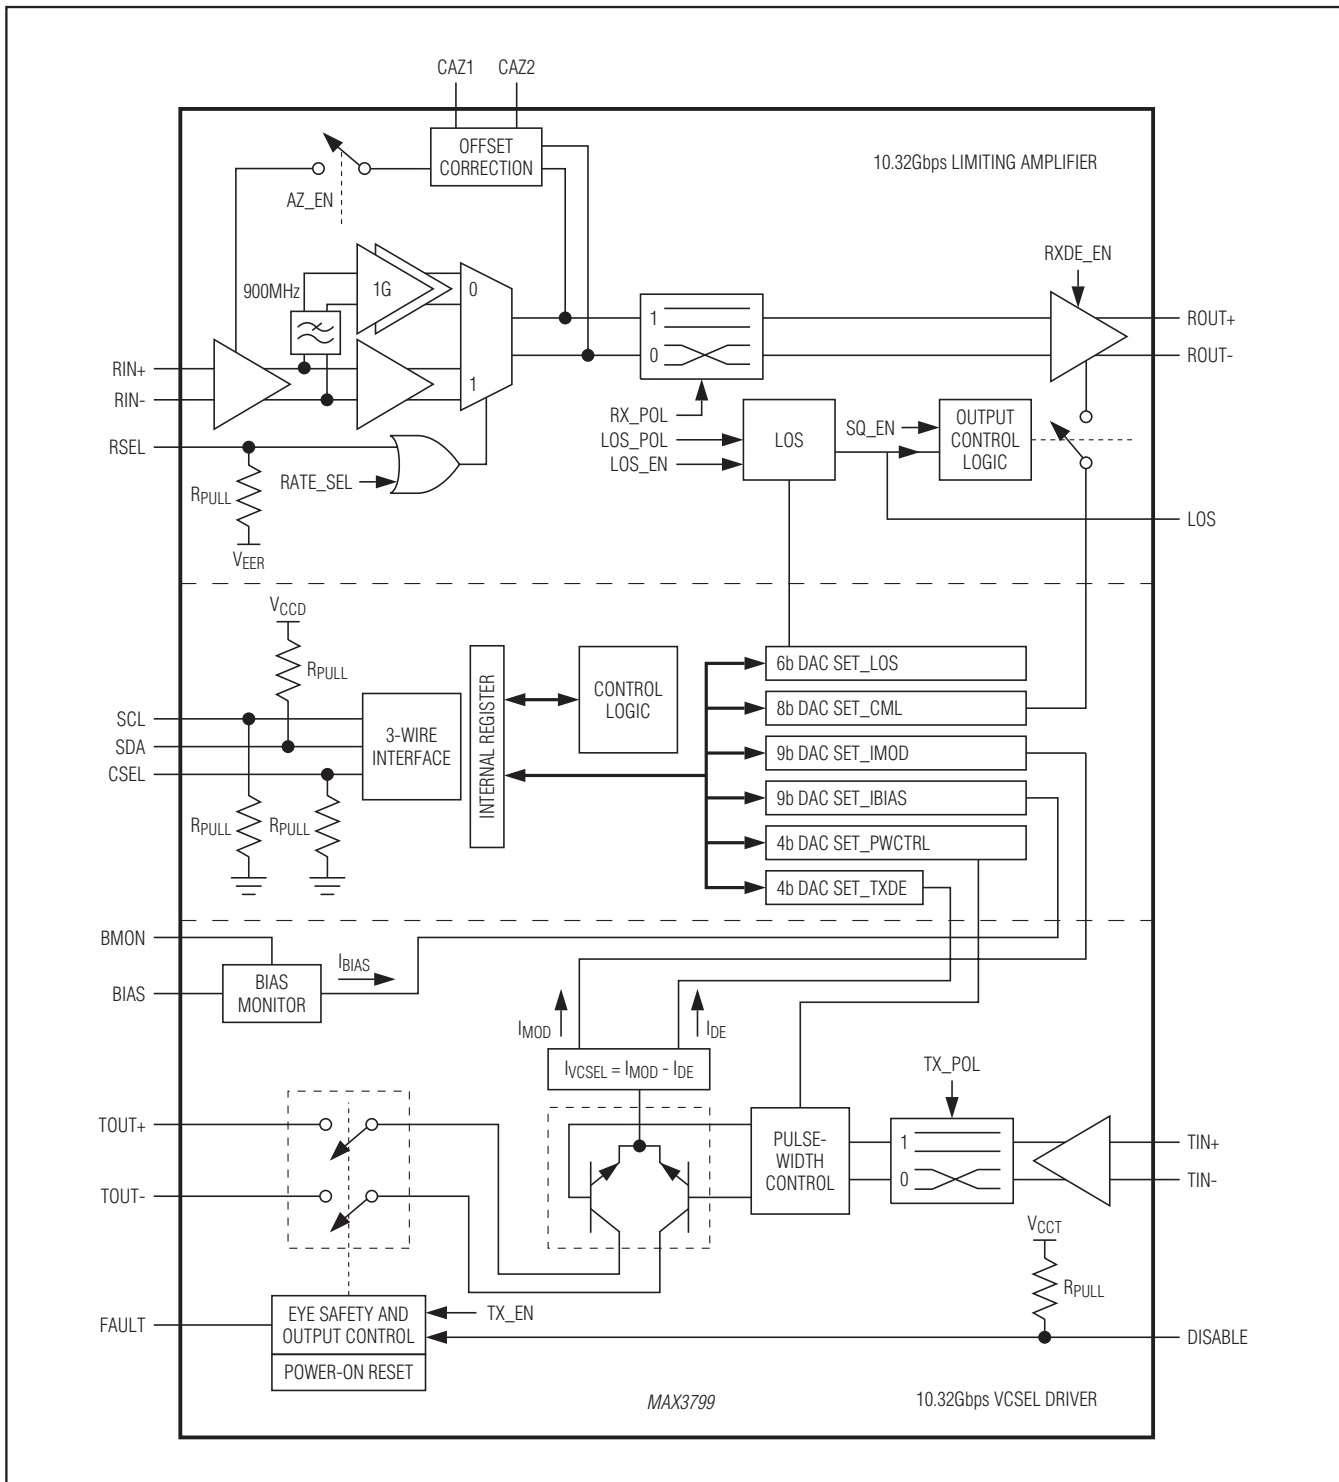 CAZ1 CAZ2
OFFSET
CORRECTION
10.32Gbps LIMITING AMPLIFIER
AZ_EN
RXDE_EN
900MHz
1G
0
1
1
0
ROUT+
ROUT-
RIN+
RIN-
RX_POL
LOS_POL
LOS_EN
LOS
SQ_EN
OUTPUT
CONTROL
LOGIC
RSEL
RATE_SEL
RPULL
VEER
LOS
VCCD
RPULL
SCL
SDA
CSEL
3-WIRE
INTERFACE
INTERNAL REGISTER
CONTROL
LOGIC
RPULL
RPULL
6b DAC SET_LOS
8b DAC SET_CML
9b DAC SET_IMOD
9b DAC SET_IBIAS
4b DAC SET_PWCTRL
4b DAC SET_TXDE
BMON
BIAS
BIAS
MONITOR
IBIAS
IMOD
IDE
IVCSEL = IMOD - IDE
TX_POL
TOUT+
TOUT-
PULSE-
WIDTH
CONTROL
1
0
TIN+
TIN-
VCCT
RPULL
FAULT
EYE SAFETY AND
OUTPUT CONTROL
TX_EN
DISABLE
POWER-ON RESET
MAX3799
10.32Gbps VCSEL DRIVER